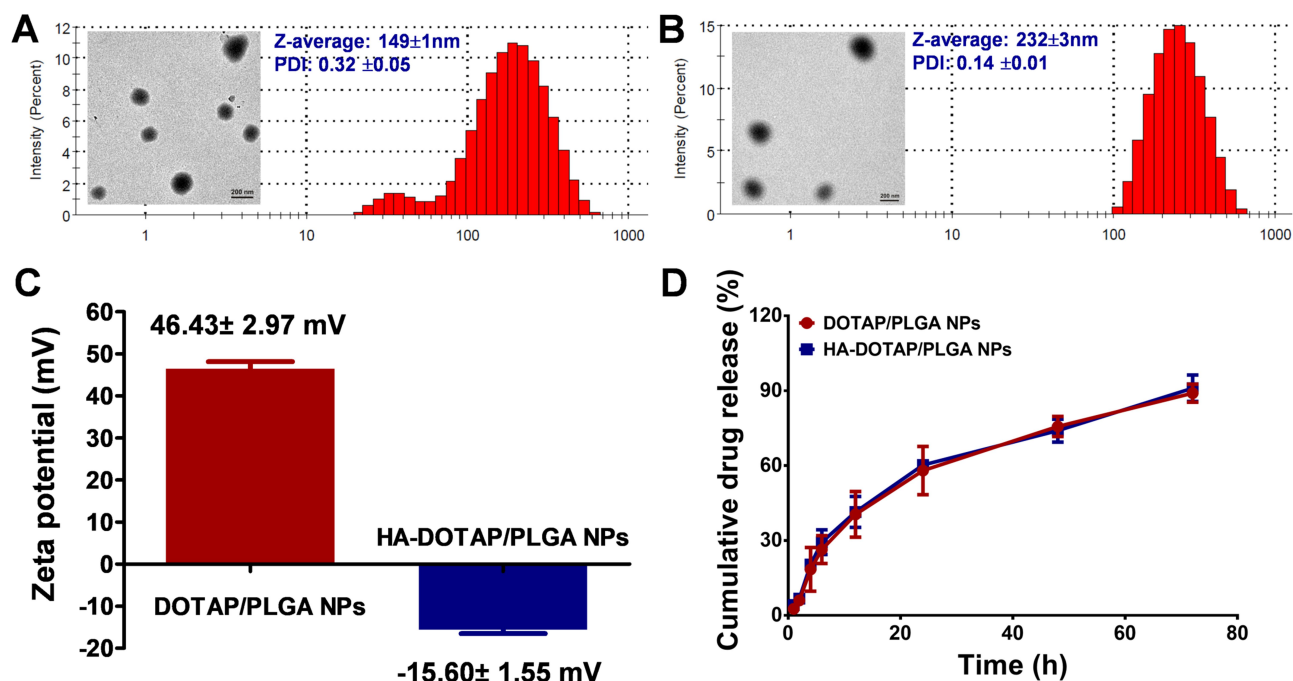 A
Z-average: 149±1nm
PDI: 0.32 ±0.05
Intensity (Percent)
12
10
8
6
4
2
0
200 nm
1
10
100
1000
B
Z-average: 232±3nm
PDI: 0.14 ±0.01
Intensity (Percent)
15
10
5
0
200 nm
1
10
100
1000
C
Zeta potential (mV)
60
50
40
30
20
10
0
-10
-20
46.43± 2.97 mV
HA-DOTAP/PLGA NPs
DOTAP/PLGA NPs
-15.60± 1.55 mV
D
Cumulative drug release (%)
120
90
60
30
0
DOTAP/PLGA NPs
HA-DOTAP/PLGA NPs
0
20
40
60
80
Time (h)